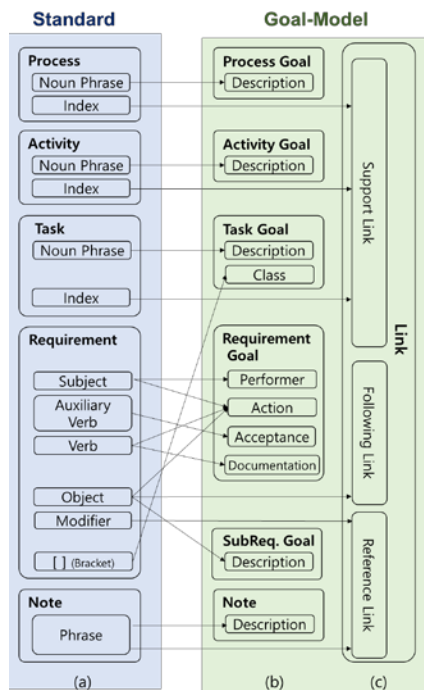 Standard
Goal-Model
Process
Noun Phrase
Index
Activity
Noun Phrase
Index
Task
Noun Phrase
Index
Requirement
Subject
Auxiliary
Verb
Verb
Object
Modifier
[ ] (Bracket)
Note
Phrase
(a)
Process Goal
Description
Activity Goal
Description
Task Goal
Description
Class
Requirement
Goal
Performer
Action
Acceptance
Documentation
SubReq. Goal
Description
Note
Description
(b)
Support Link
Following Link
Reference Link
Link
(c)